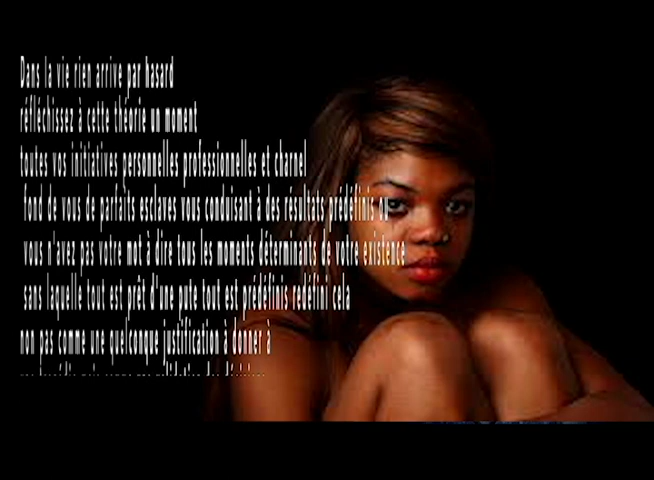 Dans la vie rien arrive par hasard
réfléchissez à cette théorie un moment
toutes vos initiatives personnelles professionnelles et charnel
fond de vous de parfaits esclaves vous conduisant à des résultats prédéfinis ou
vous n'avez pas votre mot à dire tous les moments déterminants de votre existence
sans laquelle tout est prêt d'une pute tout est prédéfinis redéfini cela
non pas comme une quelconque justification à donner à